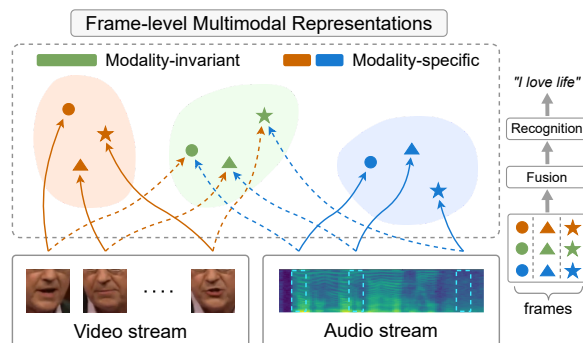 Frame-level Multimodal Representations
Modality-invariant
Modality-specific
"I love life"
Recognition
Fusion
frames
....
Video stream
Audio stream